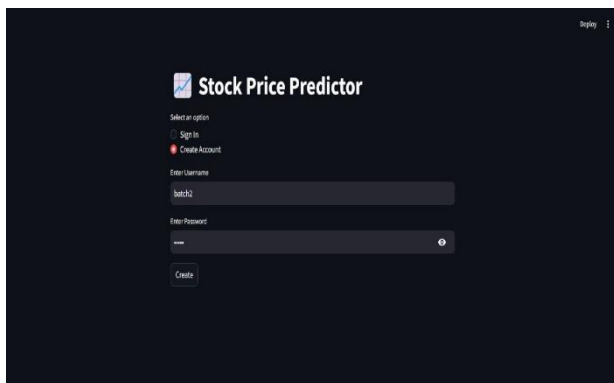 Deploy
Stock Price Predictor
Select an option
Sign In
Create Account
Enter Username
batch2
Enter Password
Create